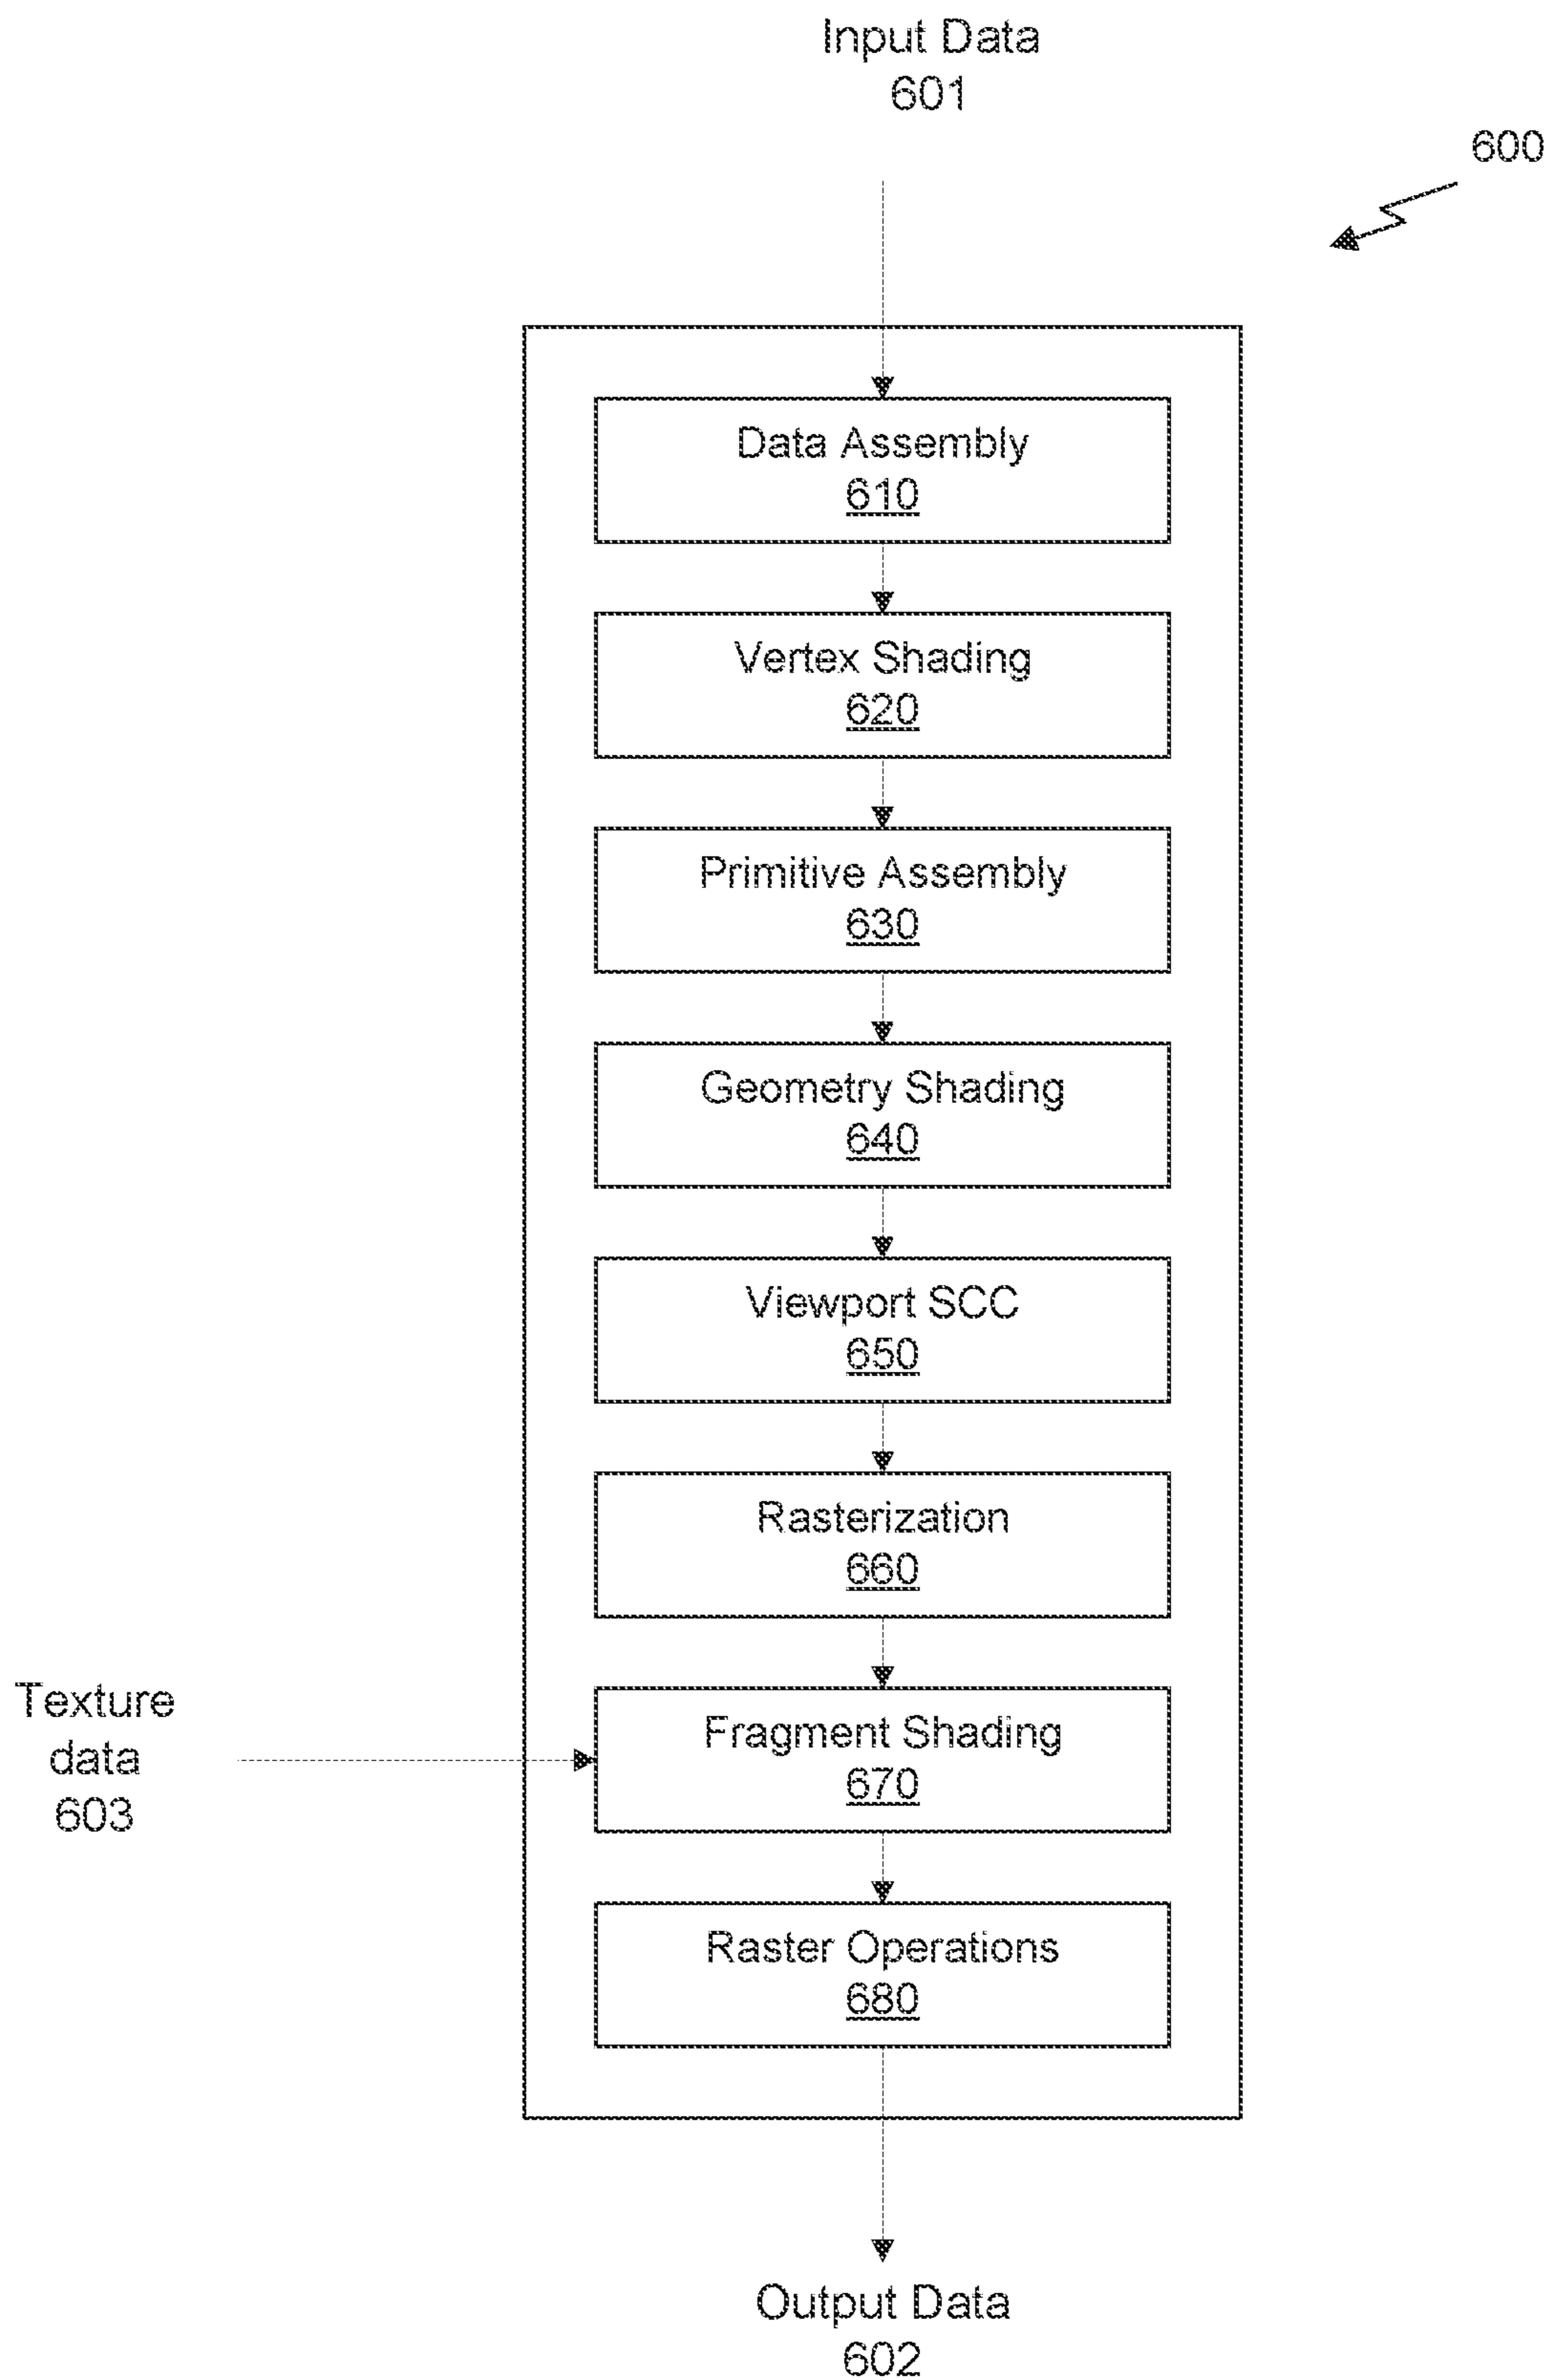 Input Data
601
600
Data Assembly
610
Vertex Shading
620
Primitive Assembly
630
Geometry Shading
640
Viewport SCC
650
Rasterization
660
Texture
data
603
Fragment Shading
670
Raster Operations
680
Output Data
602